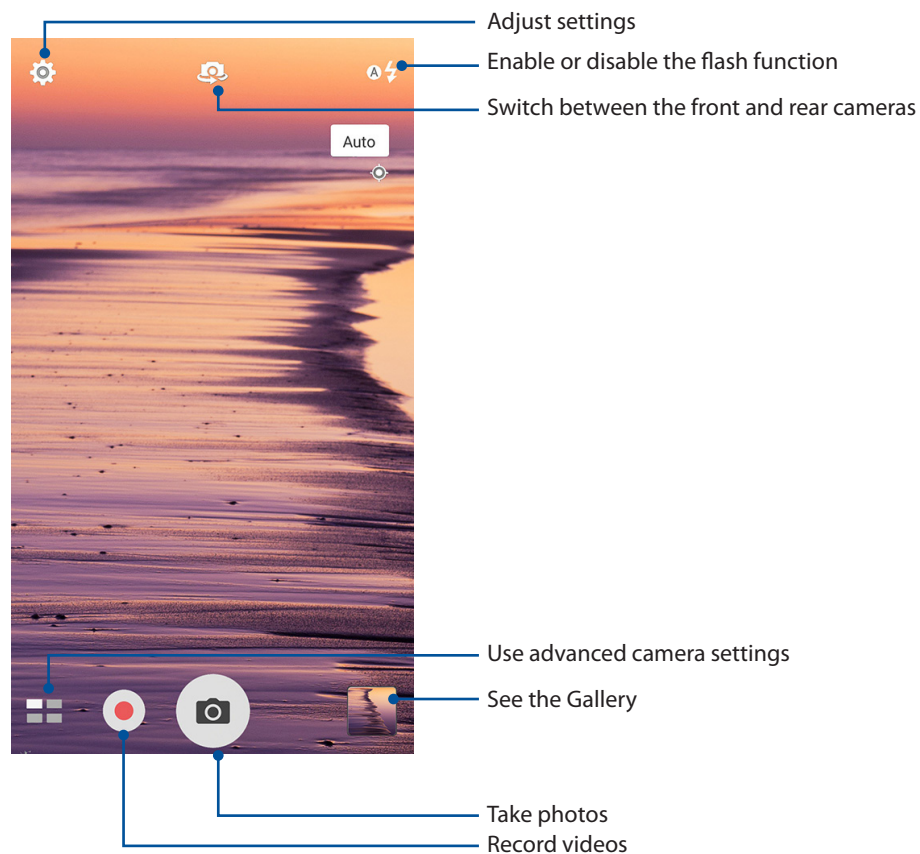 Adjust settings
Enable or disable the flash function
A
Switch between the front and rear cameras
Auto
Use advanced camera settings
See the Gallery
Take photos
Record videos